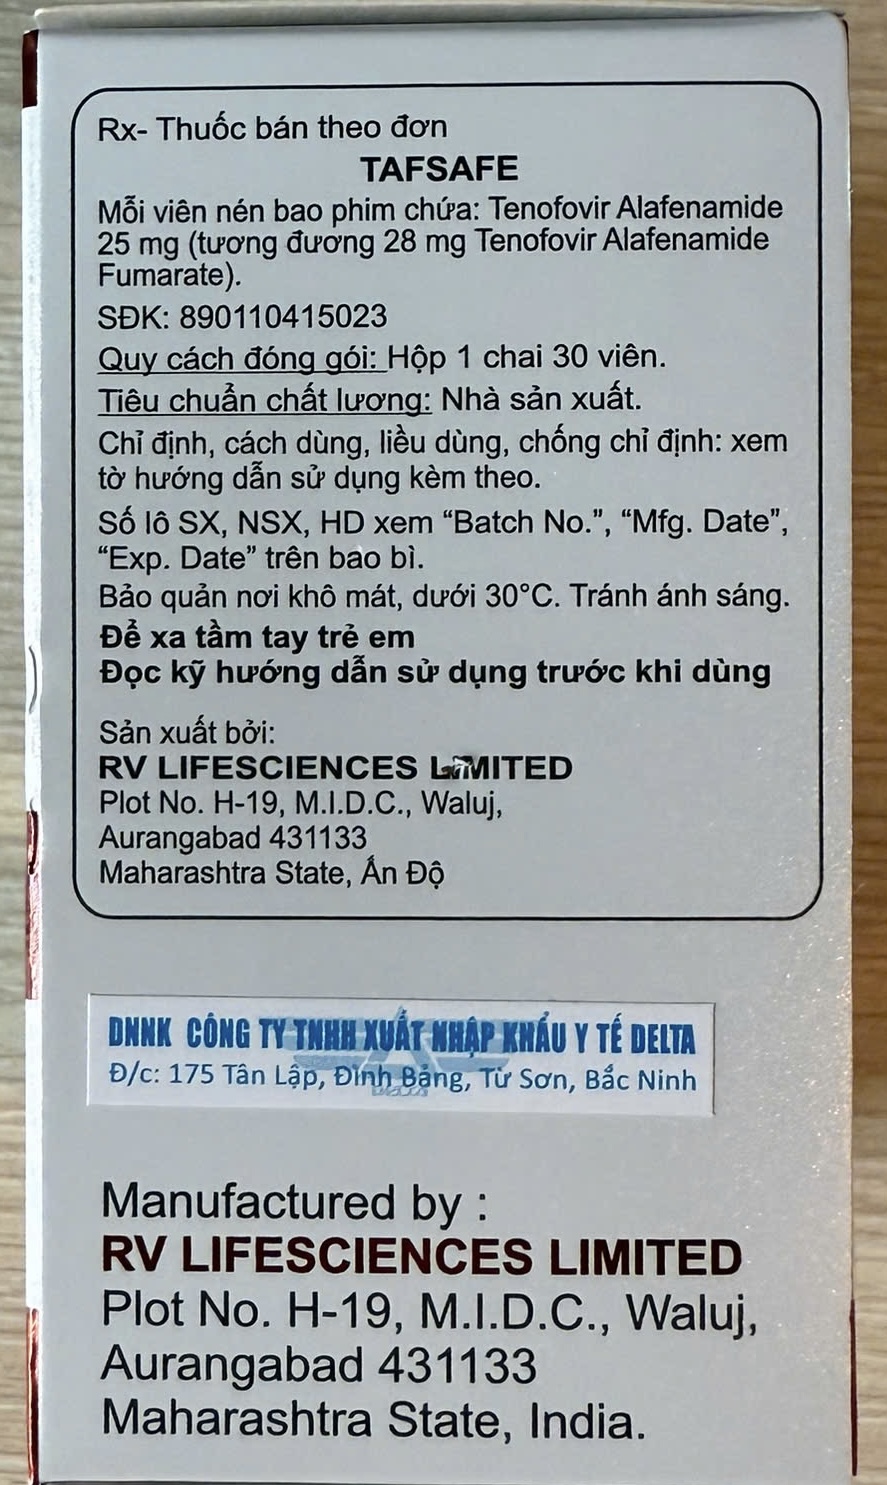 Rx- Thuốc bán theo đơn
TAFSAFE
Mỗi viên nén bao phim chứa: Tenofovir Alafenamide
25 mg (tương đương 28 mg Tenofovir Alafenamide
Fumarate).
SĐK: 890110415023
Quy cách đóng gói: Hộp 1 chai 30 viên.
Tiêu chuẩn chất lương: Nhà sản xuất.
Chỉ định, cách dùng, liều dùng, chống chỉ định: xem
tờ hướng dẫn sử dụng kèm theo.
Số lô SX, NSX, HD xem “Batch No.”, “Mfg. Date”,
“Exp. Date” trên bao bì.
Bảo quản nơi khô mát, dưới 30°C. Tránh ánh sáng.
Để xa tầm tay trẻ em
Đọc kỹ hướng dẫn sử dụng trước khi dùng
Sản xuất bởi:
RV LIFESCIENCES LIMITED
Plot No. H-19, M.I.D.C., Waluj,
Aurangabad 431133
Maharashtra State, Ấn Độ
DNNK CÔNG TY TNHH XUẤT NHẬP KHẨU Y TẾ DELTA
Đ/c: 175 Tân Lập, Đình Bảng, Từ Sơn, Bắc Ninh
DELTA
Manufactured by :
RV LIFESCIENCES LIMITED
Plot No. H-19, M.I.D.C., Waluj,
Aurangabad 431133
Maharashtra State, India.